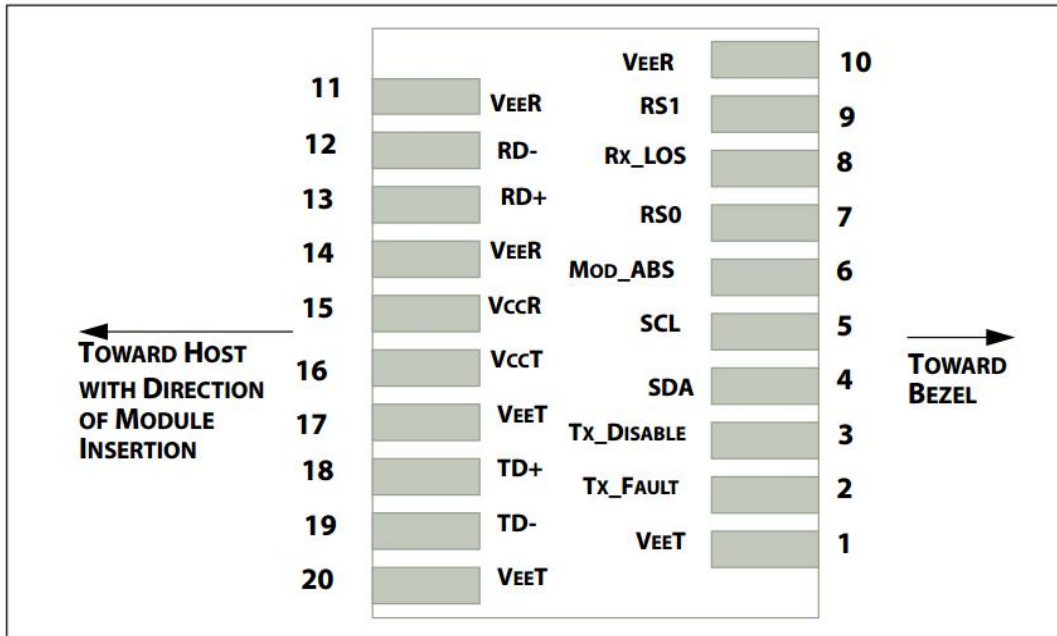 11 VEER
12 RD-
13 RD+
14 VEER
15 VCCR
16 VCCT
17 VEET
18 TD+
19 TD-
20 VEET
VEER 10
RS1 9
RX_LOS 8
RS0 7
MOD_ABS 6
SCL 5
SDA 4
TX_DISABLE 3
TX_FAULT 2
VEET 1
TOWARD HOST
WITH DIRECTION
OF MODULE
INSERTION
TOWARD
BEZEL